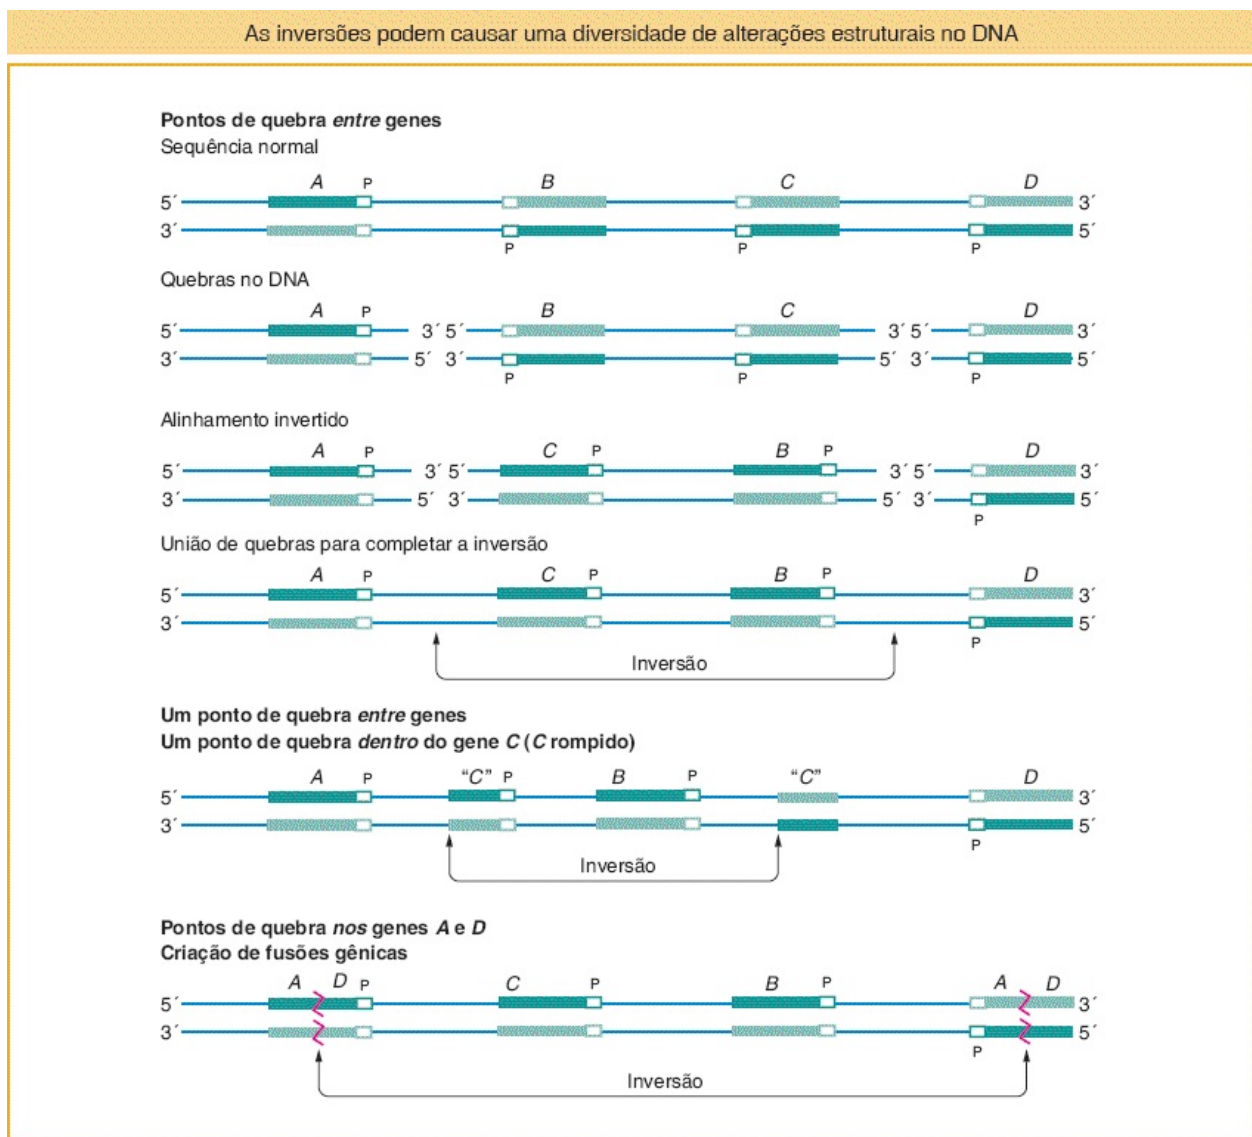 As inversões podem causar uma diversidade de alterações estruturais no DNA
Pontos de quebra entre genes
Sequência normal
A P B C D
5´ 3´
3´ 5´
P P P
Quebras no DNA
A P B C D
5´ 3´ 5´ 3´ 5´ 3´
3´ 5´ 3´ 5´ 3´ 5´
P P P
Alinhamento invertido
A P C P B P D
5´ 3´ 5´ 3´ 5´ 3´
3´ 5´ 3´ 5´ 3´ 5´
P
União de quebras para completar a inversão
A P C P B P D
5´ 3´
3´ 5´
P
Inversão
Um ponto de quebra entre genes
Um ponto de quebra dentro do gene C (C rompido)
A P “C” P B P “C” D
5´ 3´
3´ 5´
P
Inversão
Pontos de quebra nos genes A e D
Criação de fusões gênicas
A D P C P B P A D
5´ 3´
3´ 5´
P
Inversão